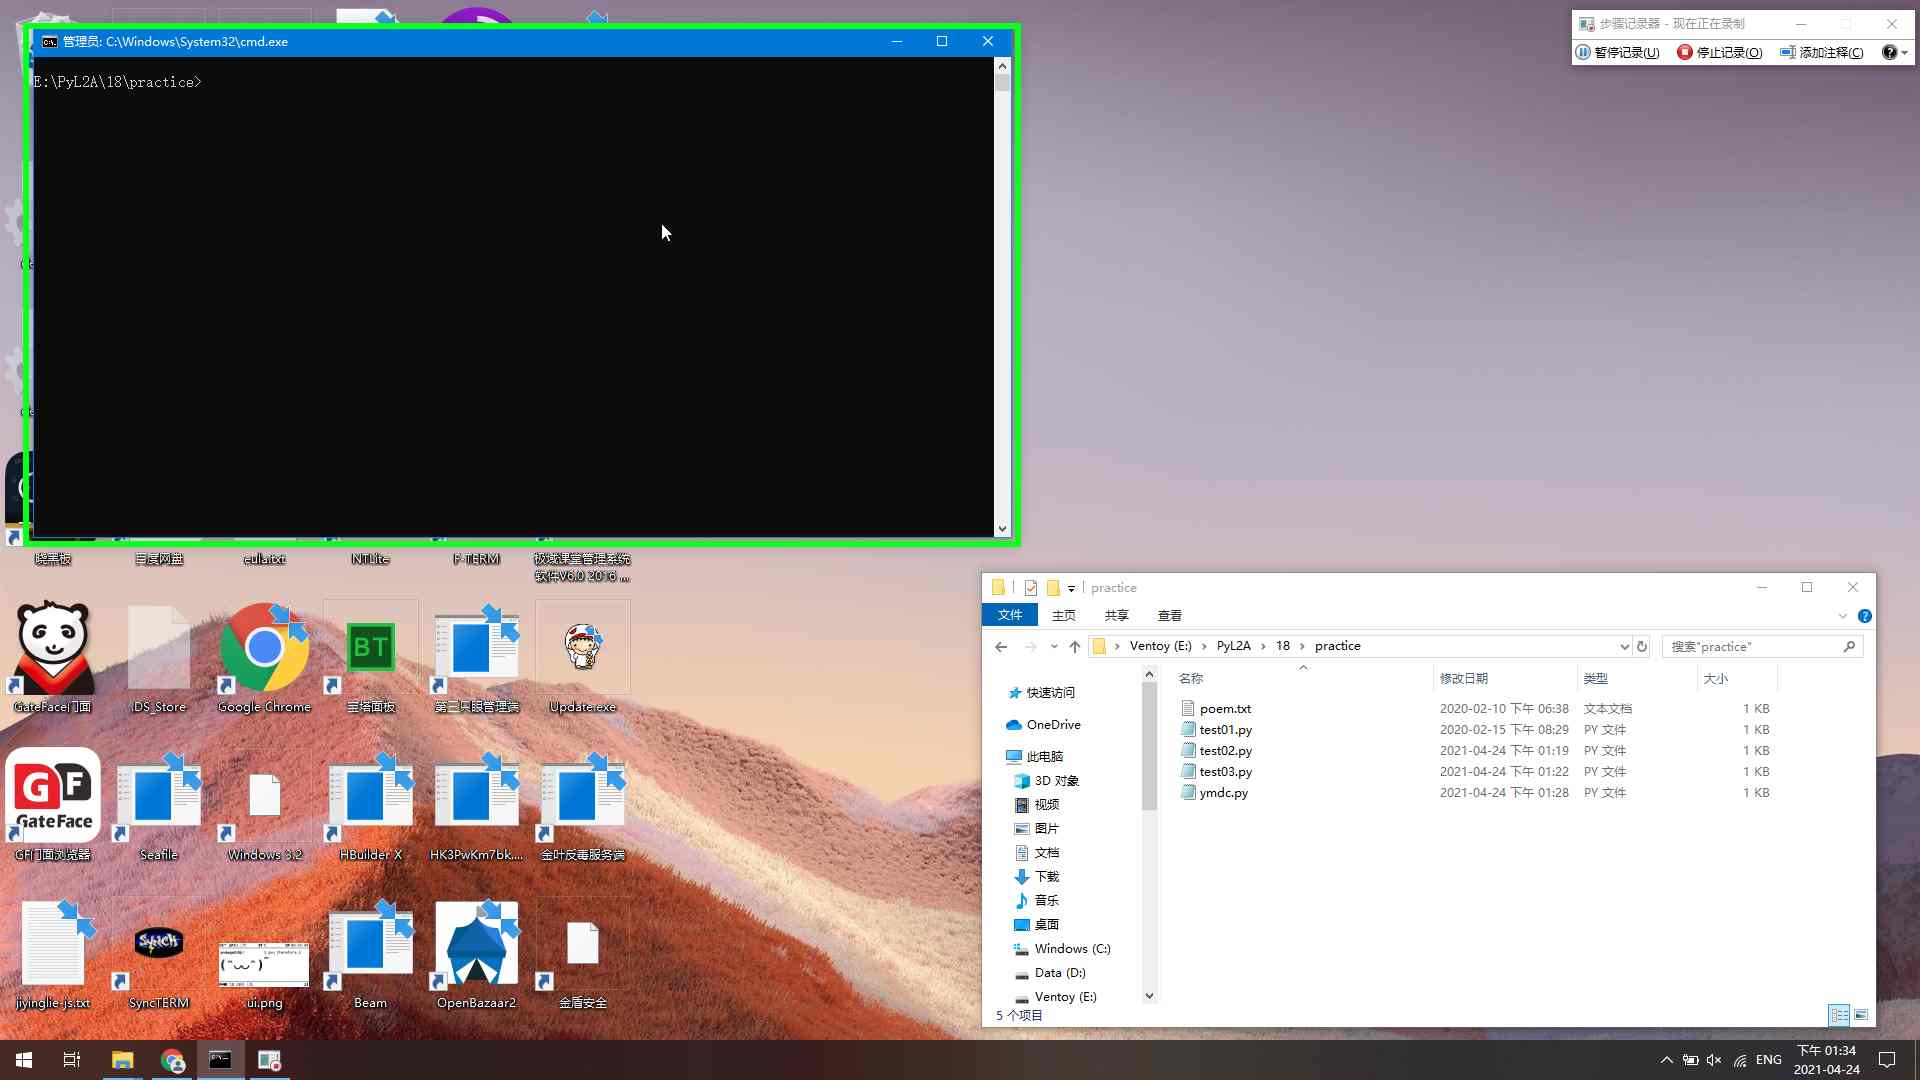 管理员: C:\Windows\System32\cmd.exe
E:\PyL2A\18\practice>
步骤记录器 - 现在正在录制
暂停记录(U)
停止记录(O)
添加注释(C)
晓黑板
百度网盘
eula.txt
NTLite
F-TERM
极域课堂管理系统
软件V6.0 2016 ...
GateFace门面
.DS_Store
Google Chrome
BT
宝塔面板
第三只眼管理端
Update.exe
GF
GateFace
GF门面浏览器
Seafile
Windows 3.2
HBuilder X
HK3PwKm7bk....
金叶反毒服务端
jiyinglie-js.txt
SyncTERM
ui.png
Beam
OpenBazaar2
金盾安全
practice
文件
主页
共享
查看
Ventoy (E:)
PyL2A
18
practice
搜索"practice"
快速访问
OneDrive
此电脑
3D 对象
视频
图片
文档
下载
音乐
桌面
Windows (C:)
Data (D:)
Ventoy (E:)
名称 修改日期 类型 大小
poem.txt 2020-02-10 下午 06:38 文本文档 1 KB
test01.py 2020-02-15 下午 08:29 PY 文件 1 KB
test02.py 2021-04-24 下午 01:19 PY 文件 1 KB
test03.py 2021-04-24 下午 01:22 PY 文件 1 KB
ymdc.py 2021-04-24 下午 01:28 PY 文件 1 KB
5 个项目
ENG
下午 01:34
2021-04-24